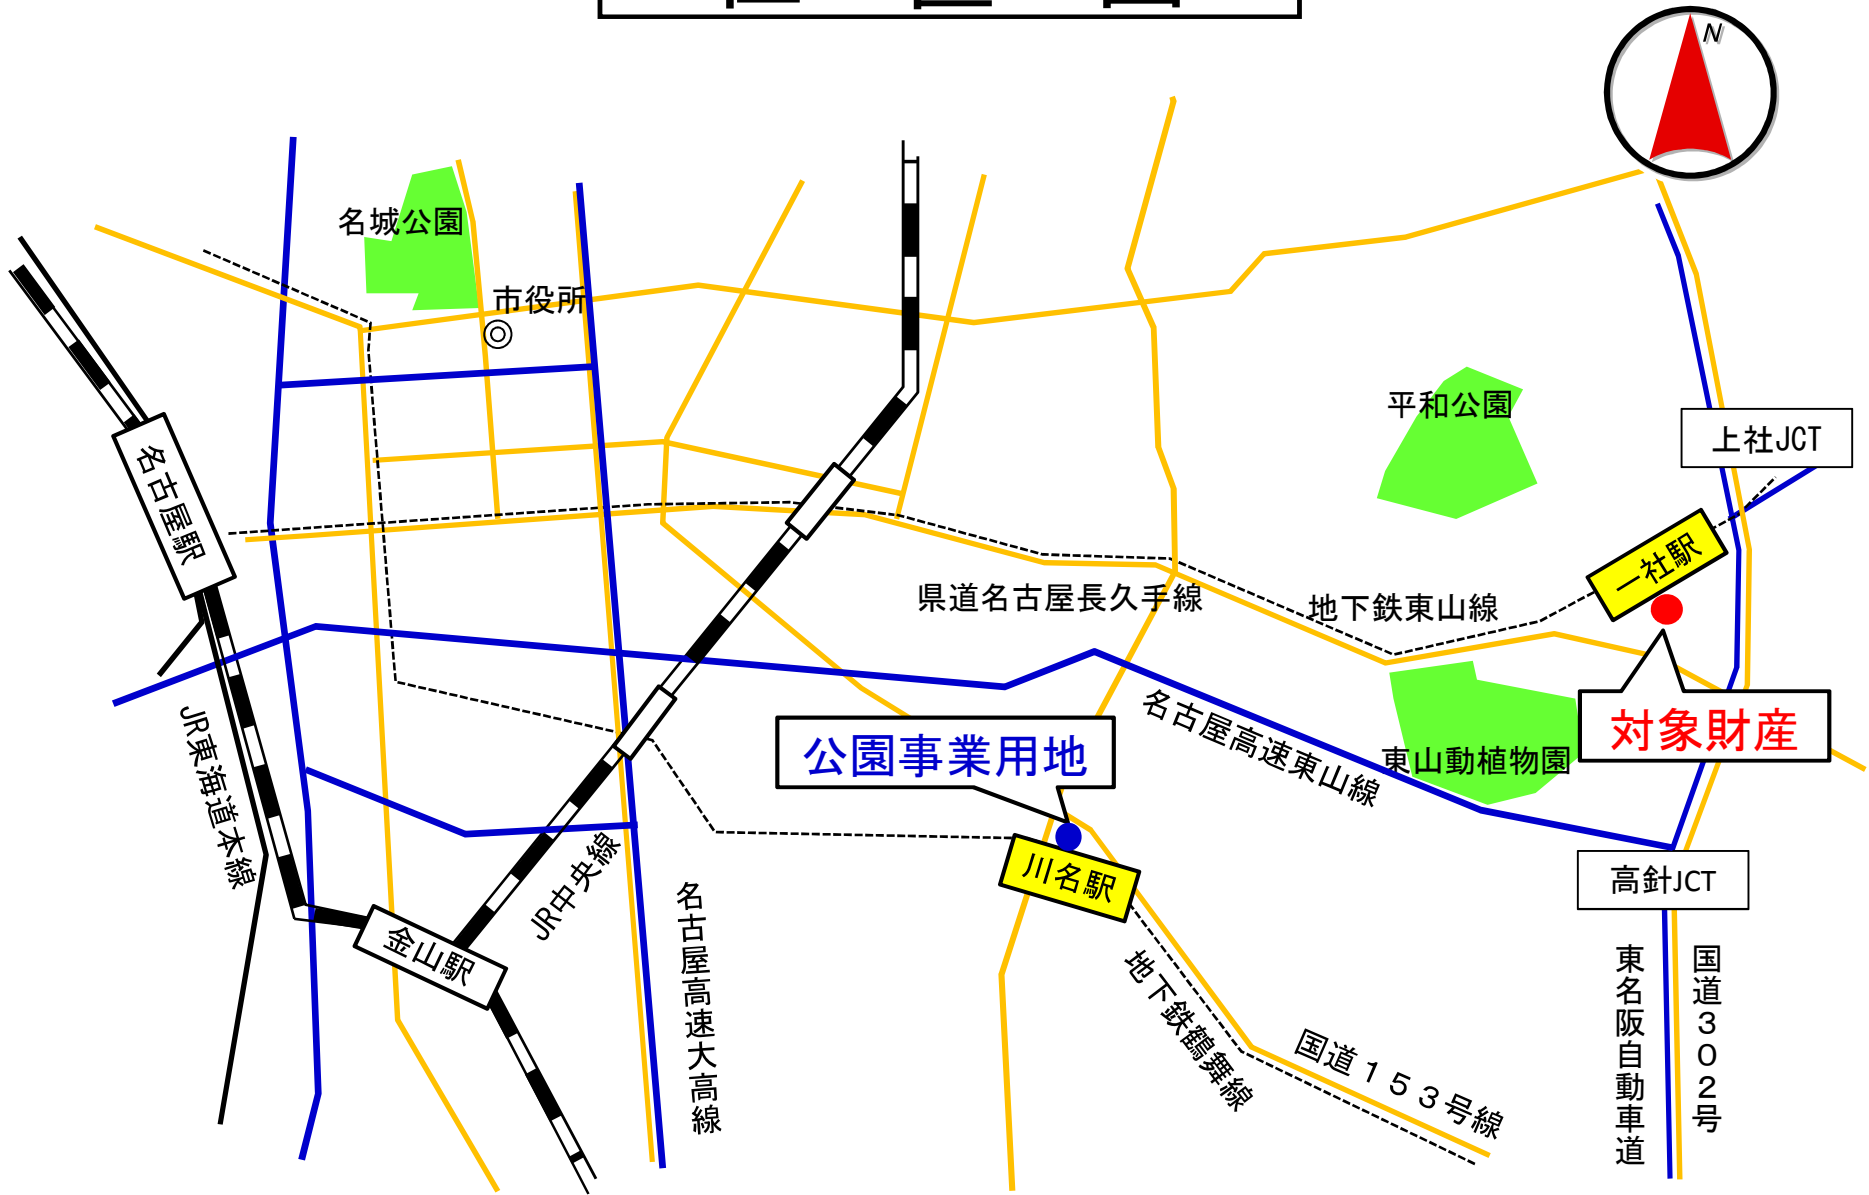 N
名城公園
市役所
平和公園
上社JCT
名古屋駅
一社駅
県道名古屋長久手線
地下鉄東山線
対象財産
公園事業用地
名古屋高速東山線
東山動植物園
JR東海道本線
川名駅
高針JCT
JR中央線
金山駅
名古屋高速大高線
地下鉄鶴舞線
国道153号線
東名阪自動車道
国道302号